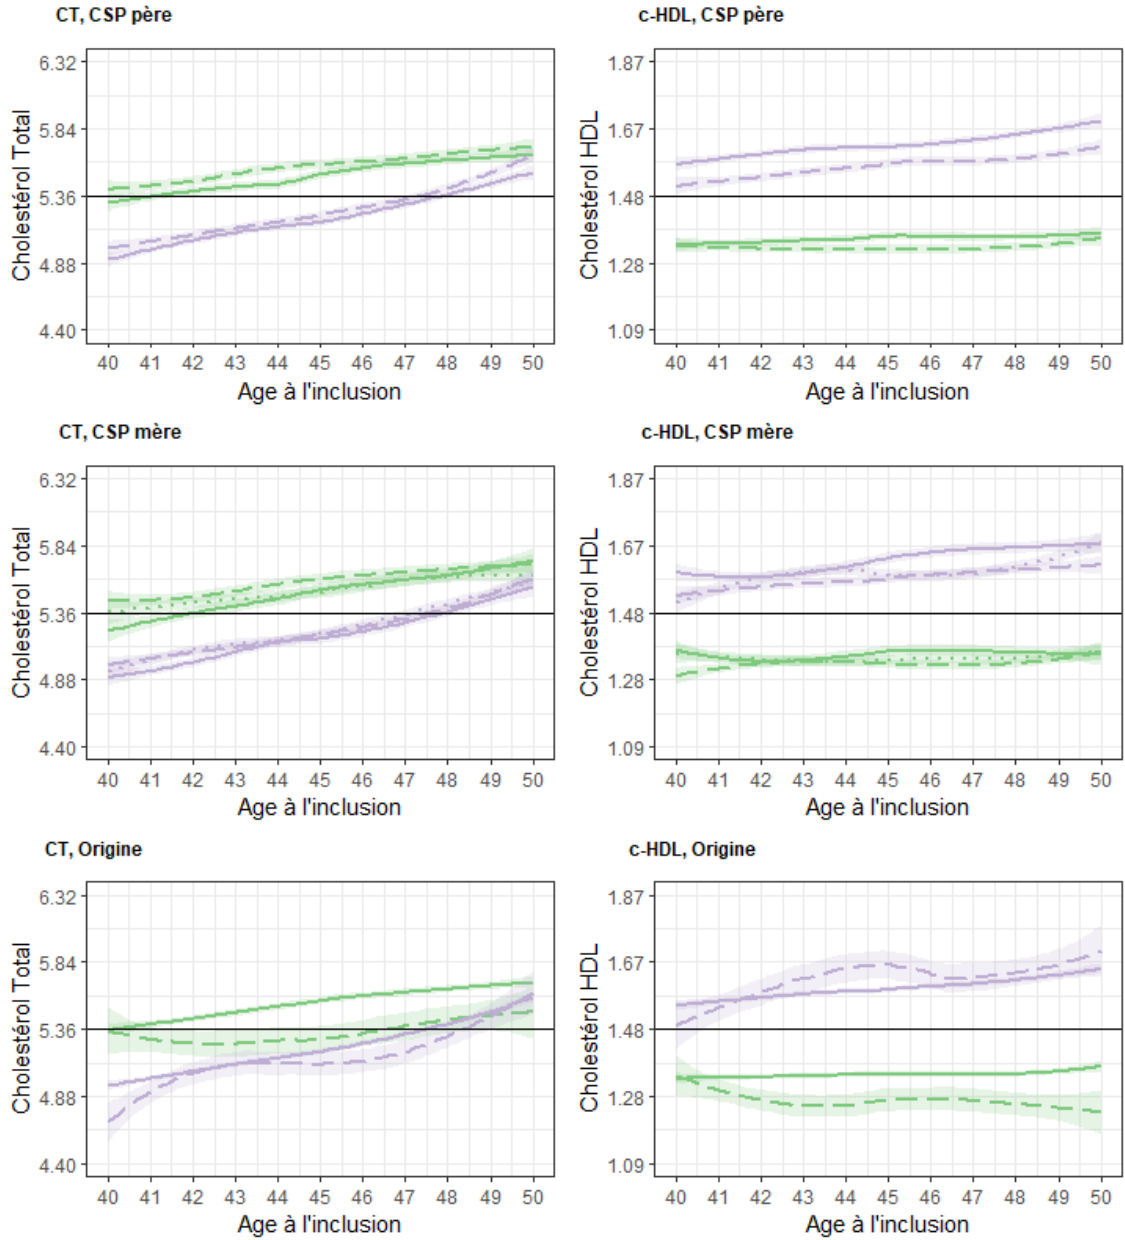 CT, CSP père
c-HDL, CSP père
Cholestérol Total
6.32
5.84
5.36
4.88
4.40
40 41 42 43 44 45 46 47 48 49 50
Age à l'inclusion
Cholestérol HDL
1.87
1.67
1.48
1.28
1.09
40 41 42 43 44 45 46 47 48 49 50
Age à l'inclusion
CT, CSP mère
c-HDL, CSP mère
Cholestérol Total
6.32
5.84
5.36
4.88
4.40
40 41 42 43 44 45 46 47 48 49 50
Age à l'inclusion
Cholestérol HDL
1.87
1.67
1.48
1.28
1.09
40 41 42 43 44 45 46 47 48 49 50
Age à l'inclusion
CT, Origine
c-HDL, Origine
Cholestérol Total
6.32
5.84
5.36
4.88
4.40
40 41 42 43 44 45 46 47 48 49 50
Age à l'inclusion
Cholestérol HDL
1.87
1.67
1.48
1.28
1.09
40 41 42 43 44 45 46 47 48 49 50
Age à l'inclusion